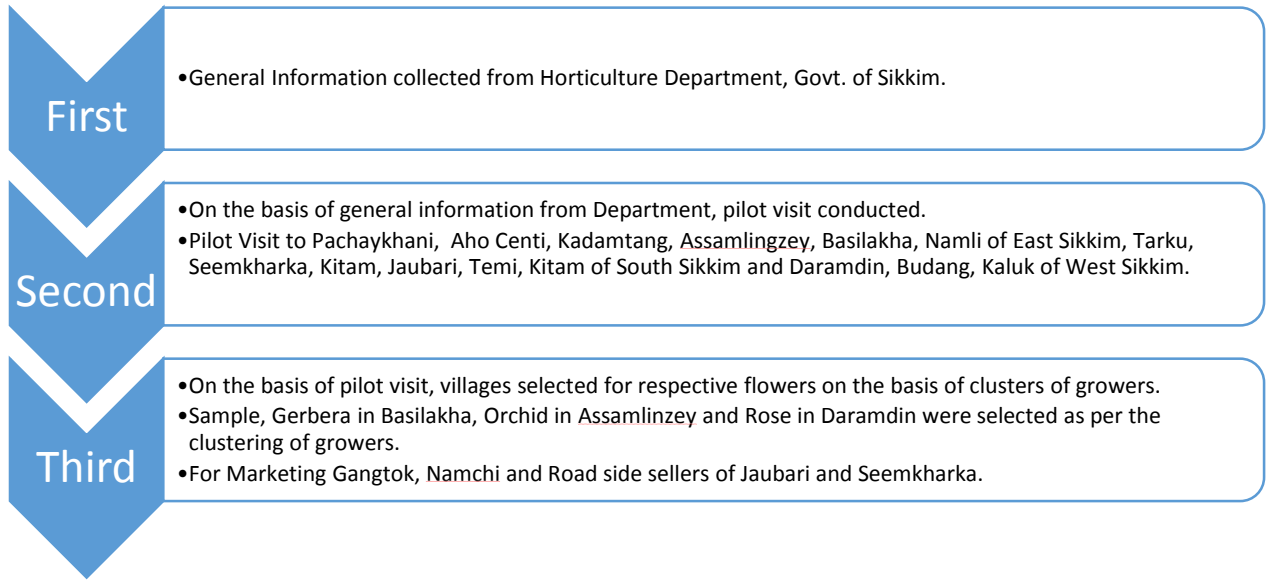 First
•General Information collected from Horticulture Department, Govt. of Sikkim.
Second
•On the basis of general information from Department, pilot visit conducted.
•Pilot Visit to Pachaykhani, Aho Centi, Kadamtang, Assamlingzey, Basilakha, Namli of East Sikkim, Tarku,
Seemkharka, Kitam, Jaubari, Temi, Kitam of South Sikkim and Daramdin, Budang, Kaluk of West Sikkim.
Third
•On the basis of pilot visit, villages selected for respective flowers on the basis of clusters of growers.
•Sample, Gerbera in Basilakha, Orchid in Assamlinzey and Rose in Daramdin were selected as per the
clustering of growers.
•For Marketing Gangtok, Namchi and Road side sellers of Jaubari and Seemkharka.